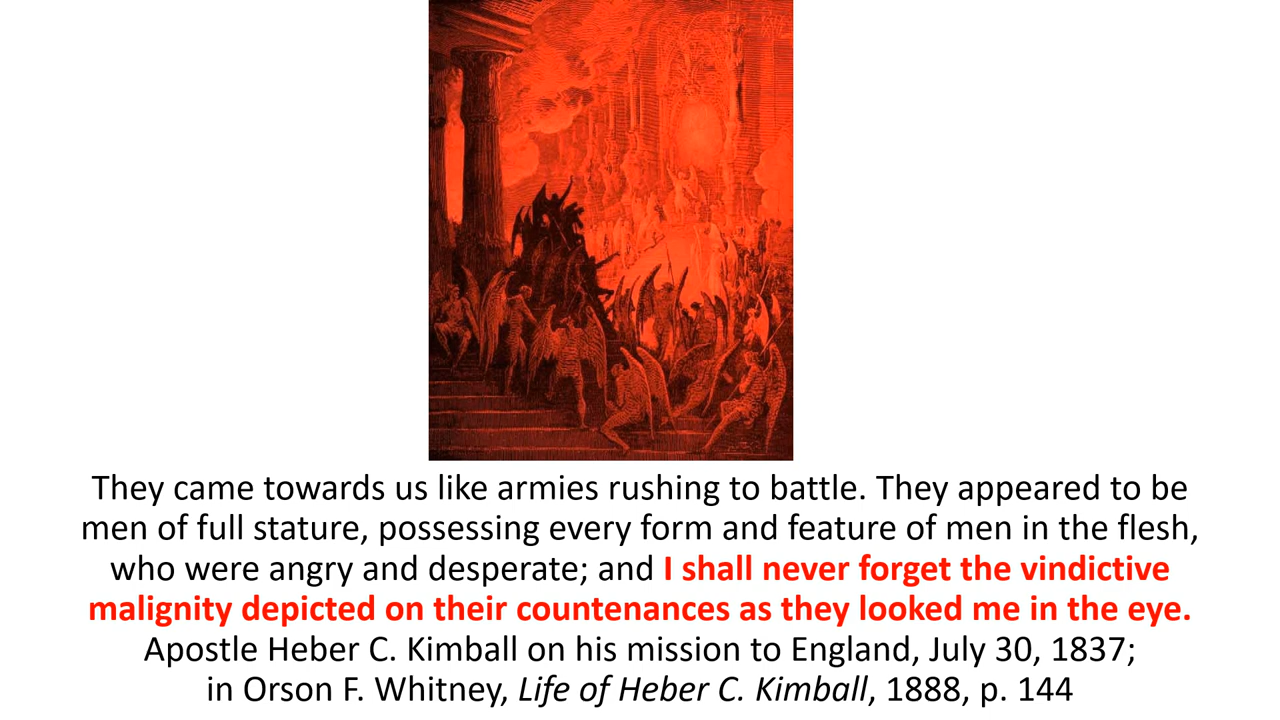 They came towards us like armies rushing to battle. They appeared to be
men of full stature, possessing every form and feature of men in the flesh,
who were angry and desperate; and I shall never forget the vindictive
malignity depicted on their countenances as they looked me in the eye.
Apostle Heber C. Kimball on his mission to England, July 30, 1837;
in Orson F. Whitney, Life of Heber C. Kimball, 1888, p. 144